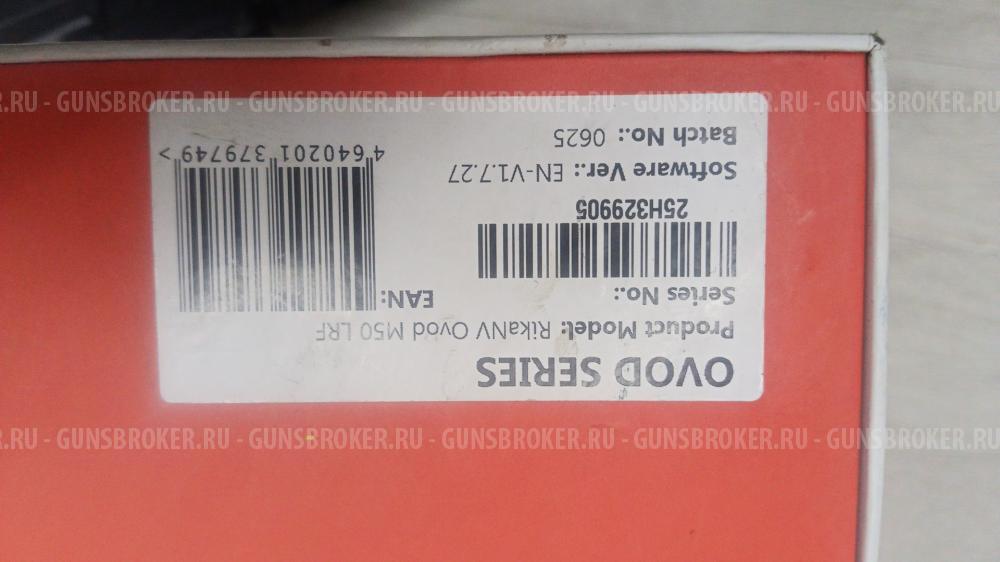 OVOD SERIES
Product Model: RikaNV Ovod M50 LRF
Series No.:
25H329905
EAN:
4 640201 379749 >
Software Ver.: EN-V1.7.27
Batch No.: 0625
.RU - GUNSBROKER.RU - GUNSBROKER.RU - GUNSBROKER.RU - GUNSBROKER.RU - GUNSBROKER.RU
.RU - GUNSBROKER.RU - GUNSBROKER.RU - GUNSBROKER.RU - GUNSBROKER.RU - GUNSBROKER.RU